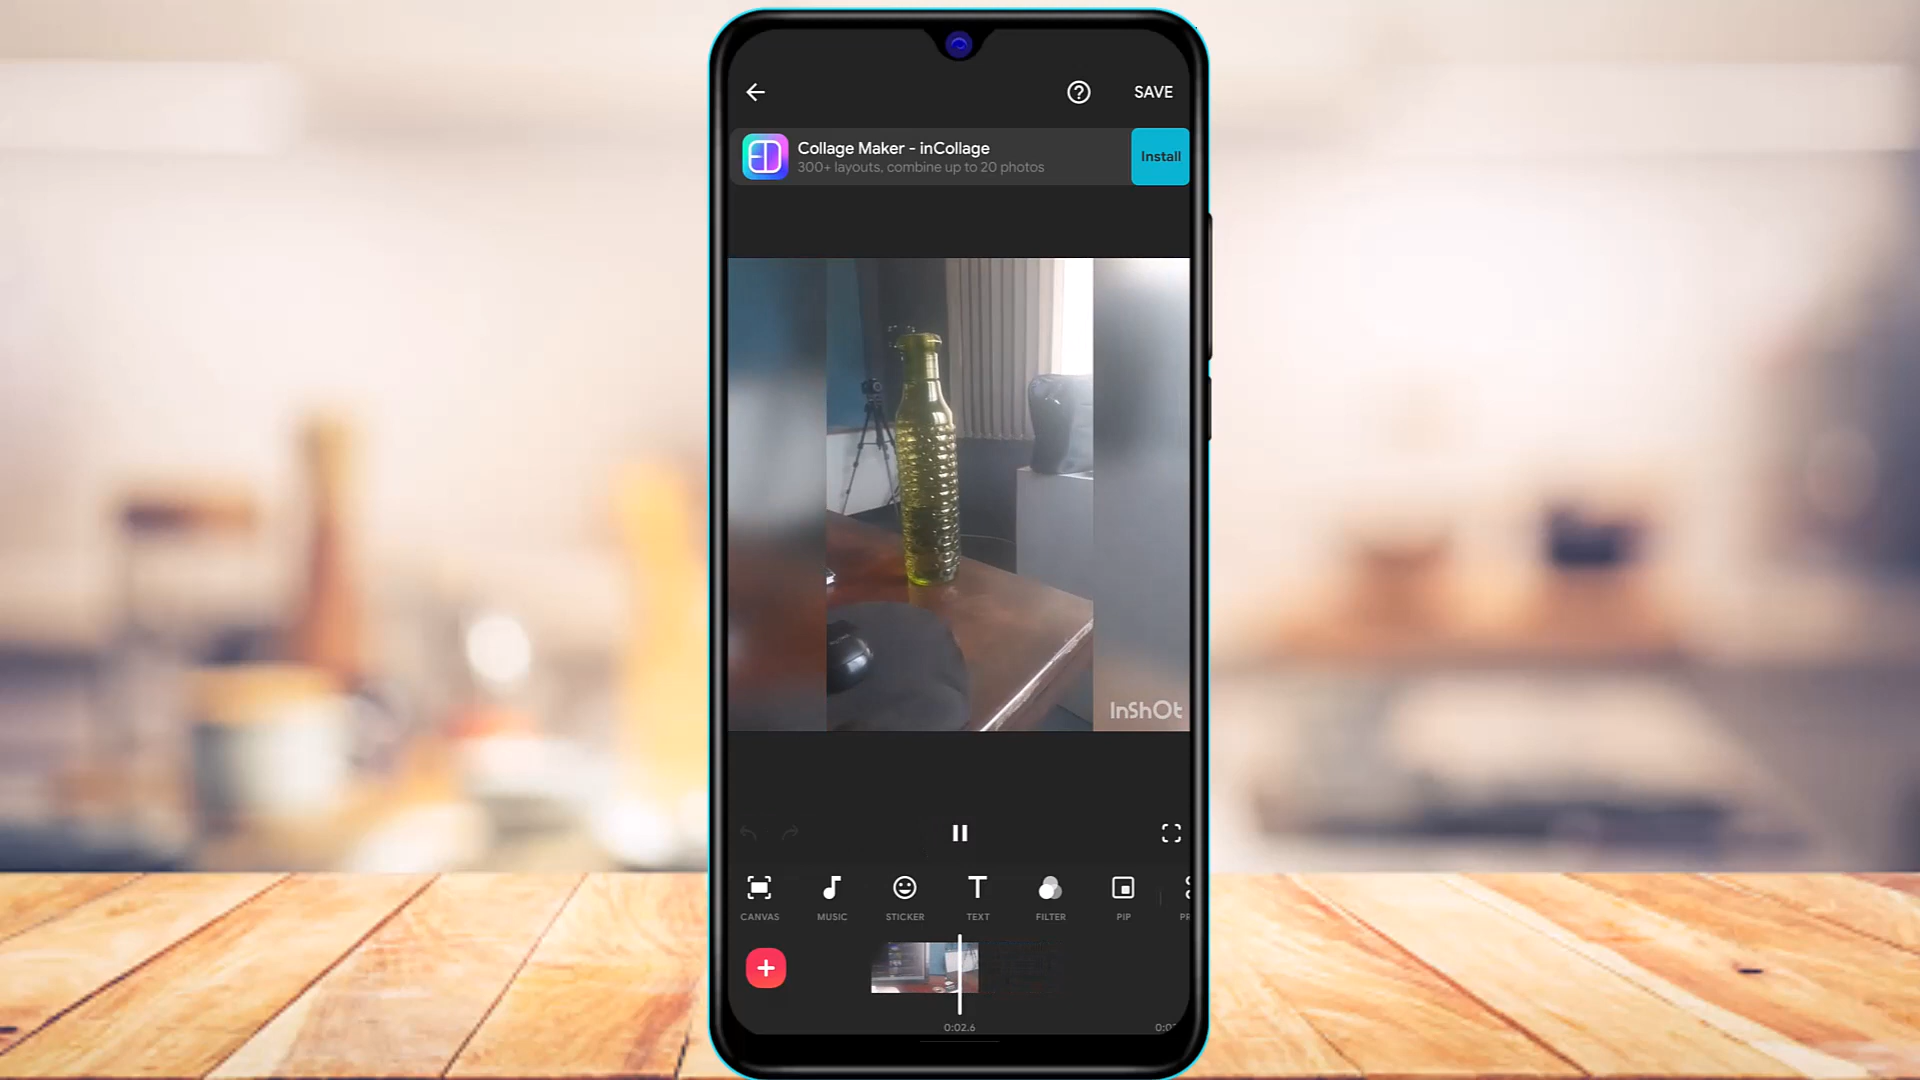 SAVE
Collage Maker - inCollage
300+ layouts, combine up to 20 photos
Install
InShOt
CANVAS
MUSIC
STICKER
TEXT
FILTER
PIP
0:02.6